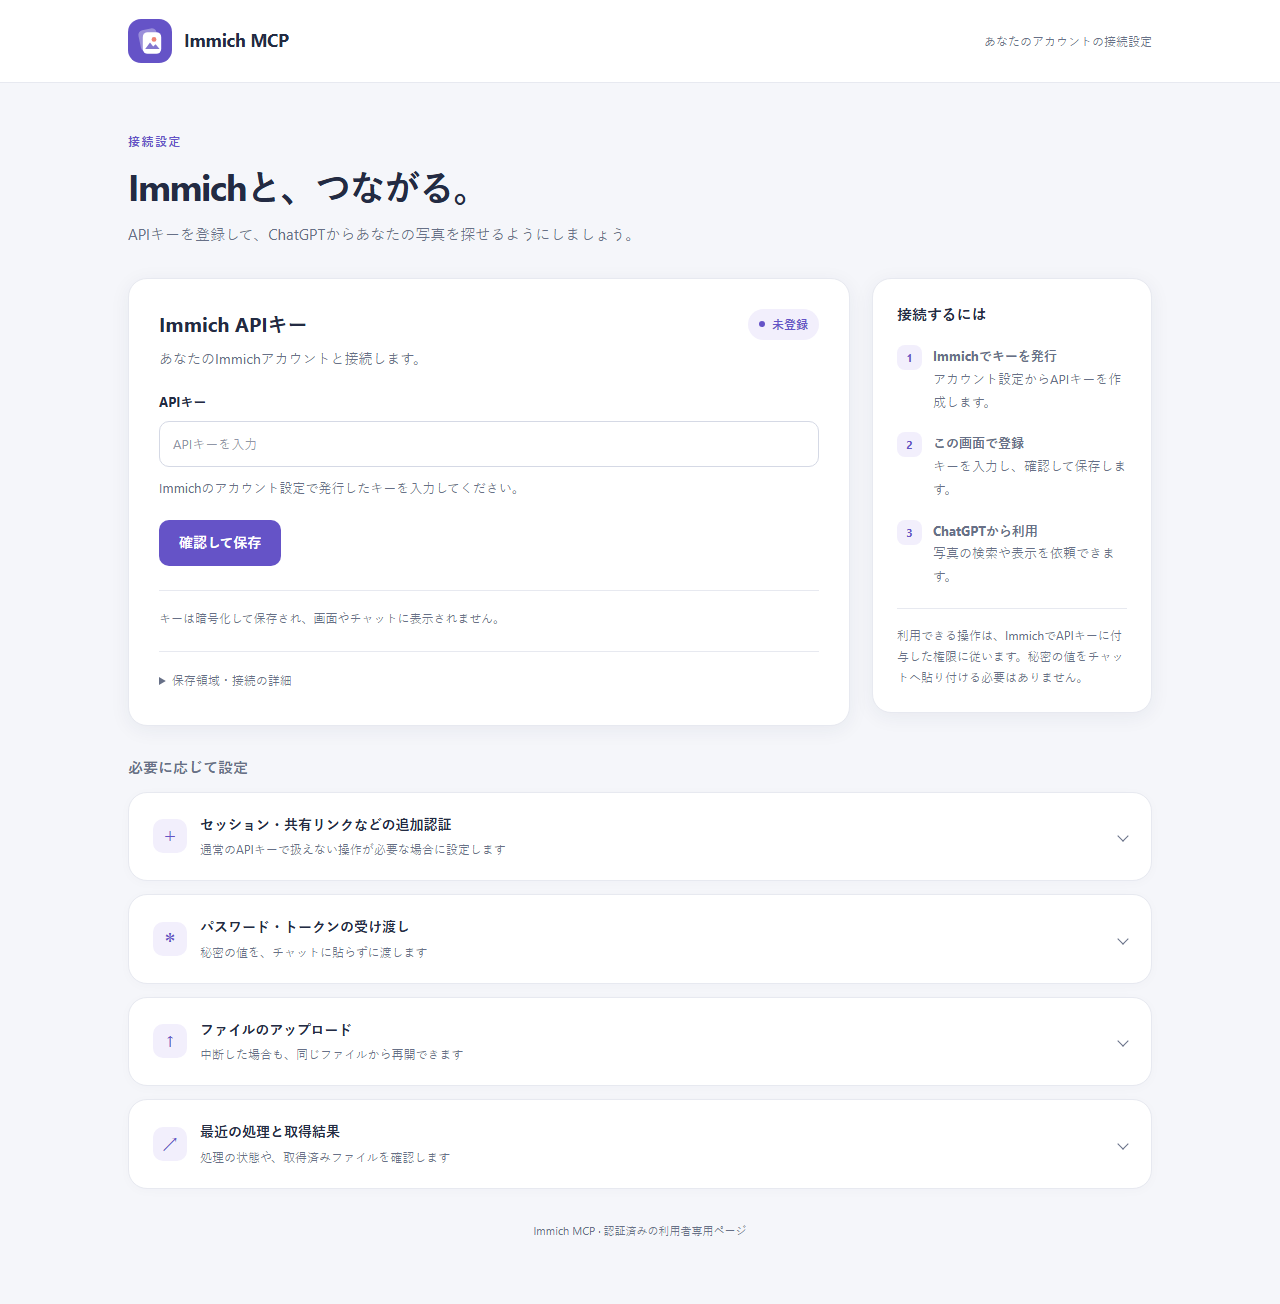 Immich MCP
あなたのアカウントの接続設定
接続設定
Immichと、つながる。
APIキーを登録して、ChatGPTからあなたの写真を探せるようにしましょう。
Immich APIキー
未登録
あなたのImmichアカウントと接続します。
APIキー
APIキーを入力
Immichのアカウント設定で発行したキーを入力してください。
確認して保存
キーは暗号化して保存され、画面やチャットに表示されません。
▶ 保存領域・接続の詳細
接続するには
1 Immichでキーを発行
アカウント設定からAPIキーを作
成します。
2 この画面で登録
キーを入力し、確認して保存しま
す。
3 ChatGPTから利用
写真の検索や表示を依頼できま
す。
利用できる操作は、ImmichでAPIキーに付
与した権限に従います。秘密の値をチャッ
トへ貼り付ける必要はありません。
必要に応じて設定
＋ セッション・共有リンクなどの追加認証
通常のAPIキーで扱えない操作が必要な場合に設定します
* パスワード・トークンの受け渡し
秘密の値を、チャットに貼らずに渡します
↑ ファイルのアップロード
中断した場合も、同じファイルから再開できます
↗ 最近の処理と取得結果
処理の状態や、取得済みファイルを確認します
Immich MCP · 認証済みの利用者専用ページ